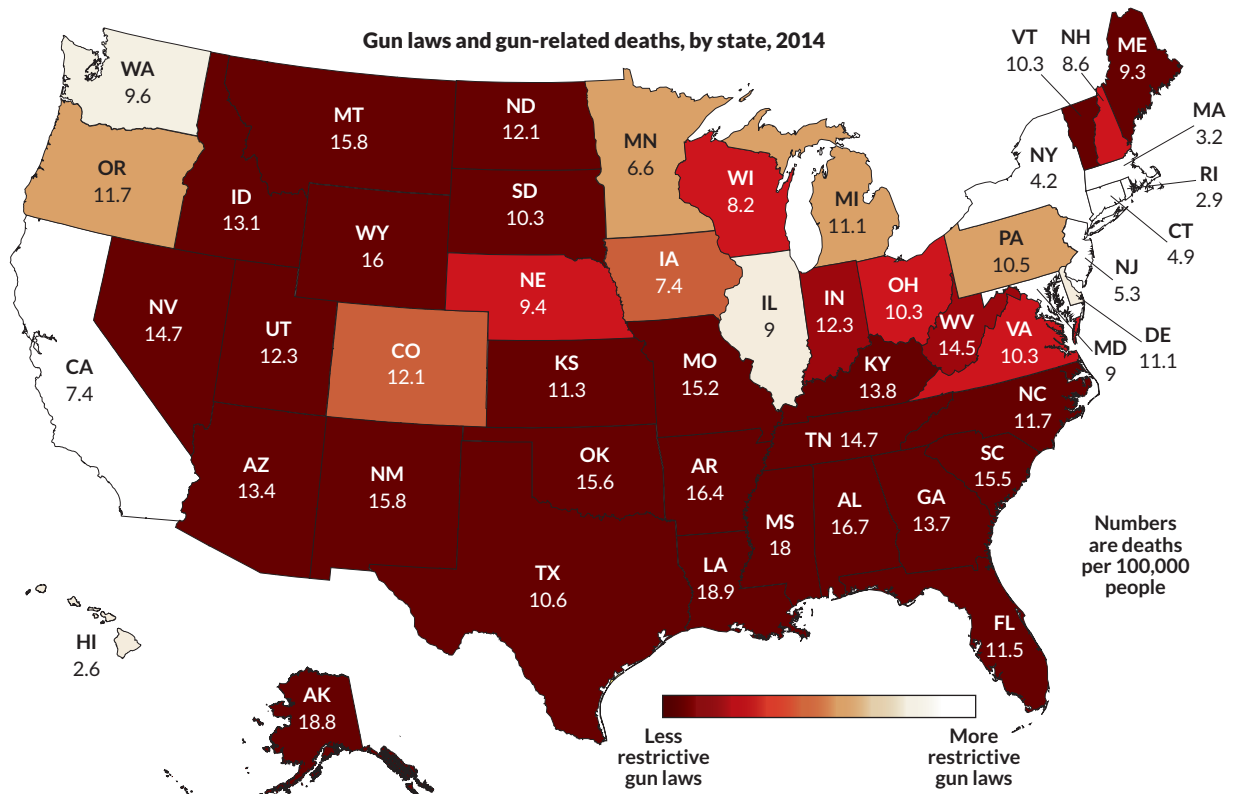 Gun laws and gun-related deaths, by state, 2014
WA
9.6
OR
11.7
CA
7.4
NV
14.7
ID
13.1
MT
15.8
WY
16
UT
12.3
AZ
13.4
CO
12.1
NM
15.8
ND
12.1
SD
10.3
NE
9.4
KS
11.3
OK
15.6
TX
10.6
MN
6.6
IA
7.4
MO
15.2
AR
16.4
LA
18.9
WI
8.2
IL
9
MI
11.1
IN
12.3
OH
10.3
KY
13.8
TN 14.7
MS
18
AL
16.7
GA
13.7
FL
11.5
SC
15.5
NC
11.7
VA
10.3
WV
14.5
PA
10.5
NY
4.2
VT
10.3
NH
8.6
ME
9.3
MA
3.2
RI
2.9
CT
4.9
NJ
5.3
DE
11.1
MD
9
HI
2.6
AK
18.8
Numbers
are deaths
per 100,000
people
Less
restrictive
gun laws
More
restrictive
gun laws